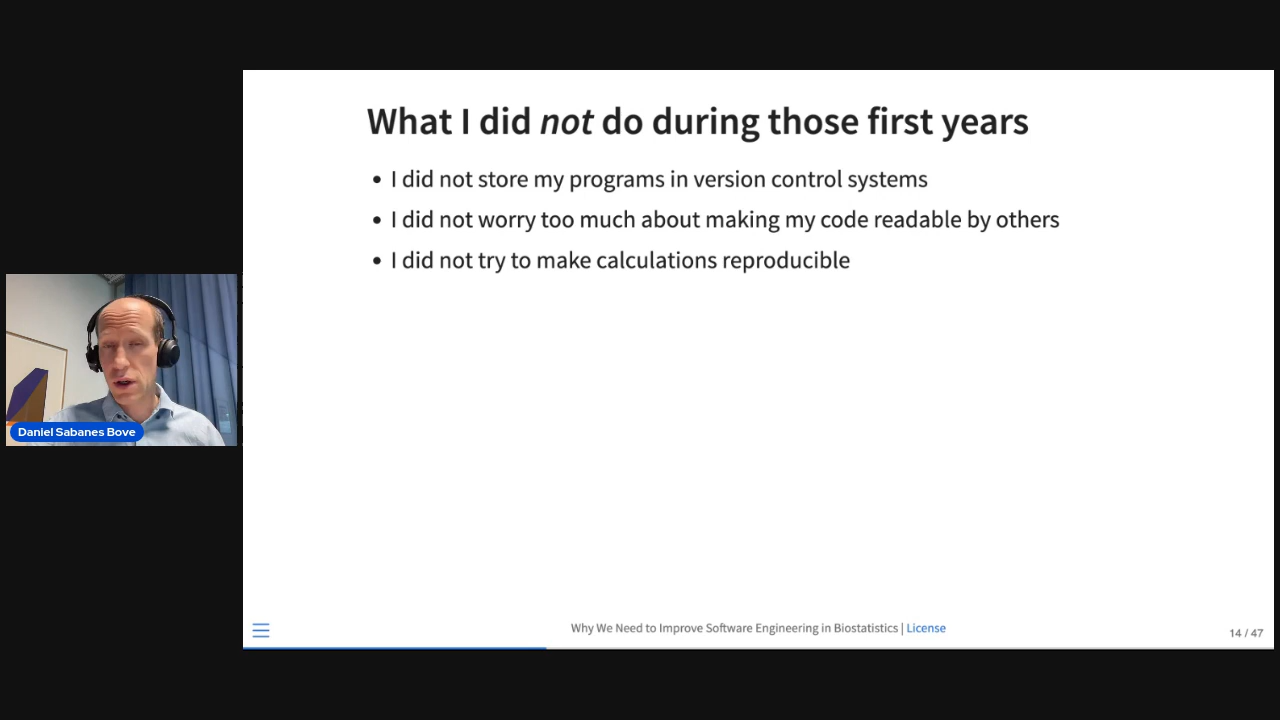 What I did not do during those first years
• I did not store my programs in version control systems
• I did not worry too much about making my code readable by others
• I did not try to make calculations reproducible
Daniel Sabanes Bove
Why We Need to Improve Software Engineering in Biostatistics | License
14 / 47